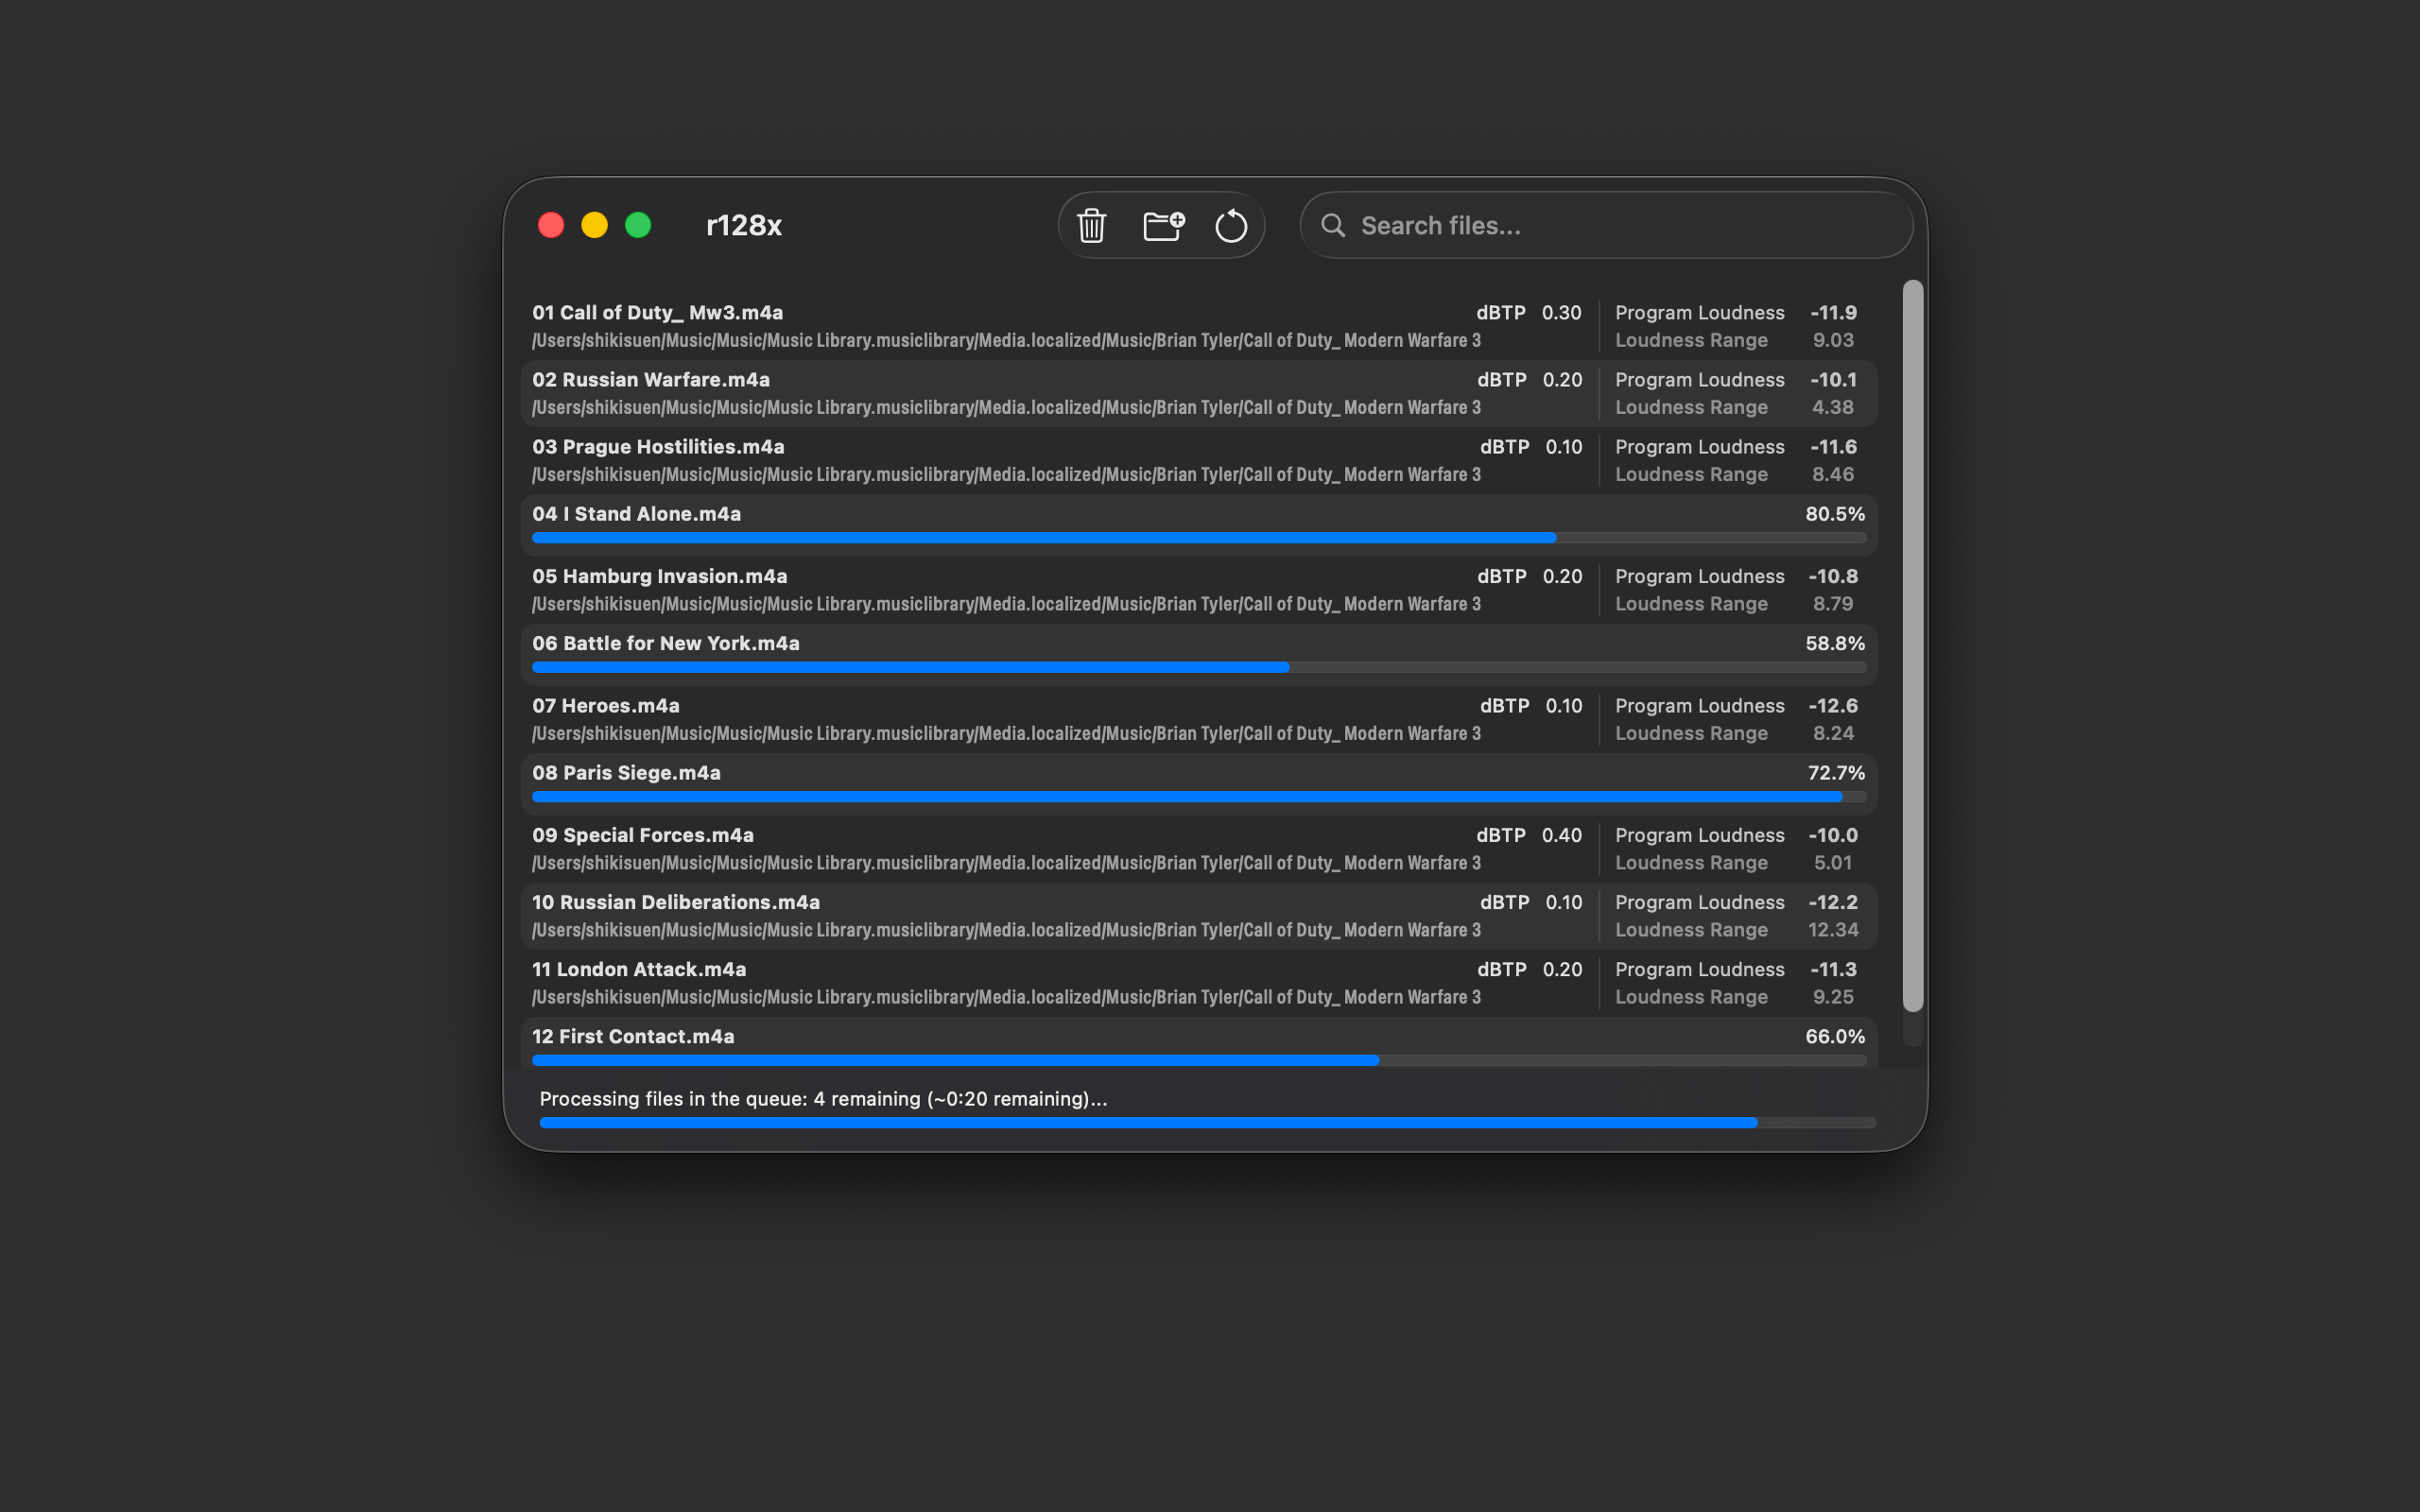 r128x
Search files...
01 Call of Duty_ Mw3.m4a dBTP 0.30 Program Loudness -11.9
/Users/shikisuen/Music/Music/Music Library.musiclibrary/Media.localized/Music/Brian Tyler/Call of Duty_ Modern Warfare 3 Loudness Range 9.03
02 Russian Warfare.m4a dBTP 0.20 Program Loudness -10.1
/Users/shikisuen/Music/Music/Music Library.musiclibrary/Media.localized/Music/Brian Tyler/Call of Duty_ Modern Warfare 3 Loudness Range 4.38
03 Prague Hostilities.m4a dBTP 0.10 Program Loudness -11.6
/Users/shikisuen/Music/Music/Music Library.musiclibrary/Media.localized/Music/Brian Tyler/Call of Duty_ Modern Warfare 3 Loudness Range 8.46
04 I Stand Alone.m4a 80.5%
05 Hamburg Invasion.m4a dBTP 0.20 Program Loudness -10.8
/Users/shikisuen/Music/Music/Music Library.musiclibrary/Media.localized/Music/Brian Tyler/Call of Duty_ Modern Warfare 3 Loudness Range 8.79
06 Battle for New York.m4a 58.8%
07 Heroes.m4a dBTP 0.10 Program Loudness -12.6
/Users/shikisuen/Music/Music/Music Library.musiclibrary/Media.localized/Music/Brian Tyler/Call of Duty_ Modern Warfare 3 Loudness Range 8.24
08 Paris Siege.m4a 72.7%
09 Special Forces.m4a dBTP 0.40 Program Loudness -10.0
/Users/shikisuen/Music/Music/Music Library.musiclibrary/Media.localized/Music/Brian Tyler/Call of Duty_ Modern Warfare 3 Loudness Range 5.01
10 Russian Deliberations.m4a dBTP 0.10 Program Loudness -12.2
/Users/shikisuen/Music/Music/Music Library.musiclibrary/Media.localized/Music/Brian Tyler/Call of Duty_ Modern Warfare 3 Loudness Range 12.34
11 London Attack.m4a dBTP 0.20 Program Loudness -11.3
/Users/shikisuen/Music/Music/Music Library.musiclibrary/Media.localized/Music/Brian Tyler/Call of Duty_ Modern Warfare 3 Loudness Range 9.25
12 First Contact.m4a 66.0%
Processing files in the queue: 4 remaining (~0:20 remaining)...